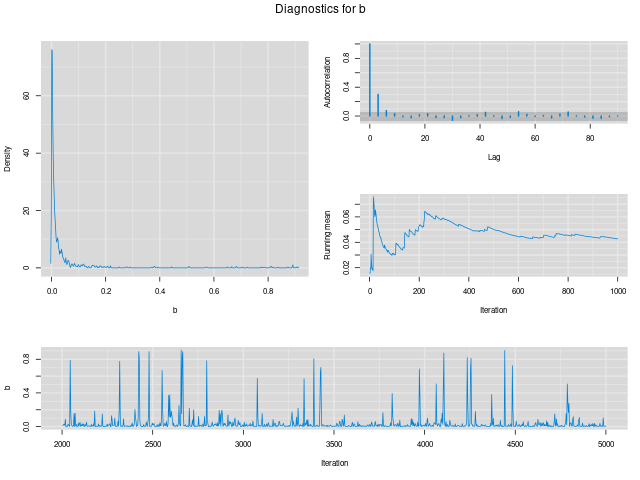 Diagnostics for b
Density
0 20 40 60
0.0 0.2 0.4 0.6 0.8
b
Autocorrelation
0.0 0.4 0.8
0 20 40 60 80
Lag
Running mean
0.02 0.04 0.06
0 200 400 600 800 1000
Iteration
b
0.0 0.4 0.8
2000 2500 3000 3500 4000 4500 5000
Iteration